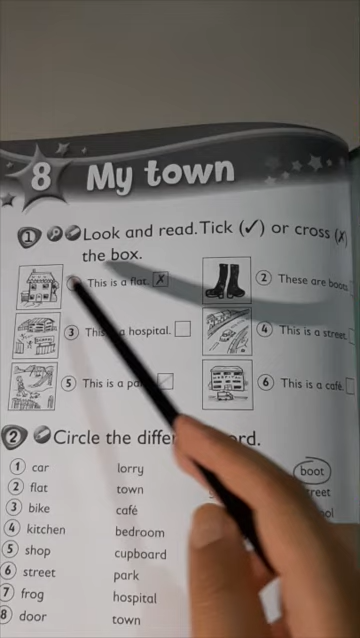 8 My town
1 Look and read. Tick (✓) or cross (✗)
the box.
This is a flat. ✗
2 These are boots
3 This a hospital.
4 This is a street.
5 This is a
6 This is a café.
2 Circle the word.
1 car lorry boot
2 flat town
3 bike café
4 kitchen bedroom
5 shop cupboard
6 street park
7 frog hospital
8 door town
HOSPITAL